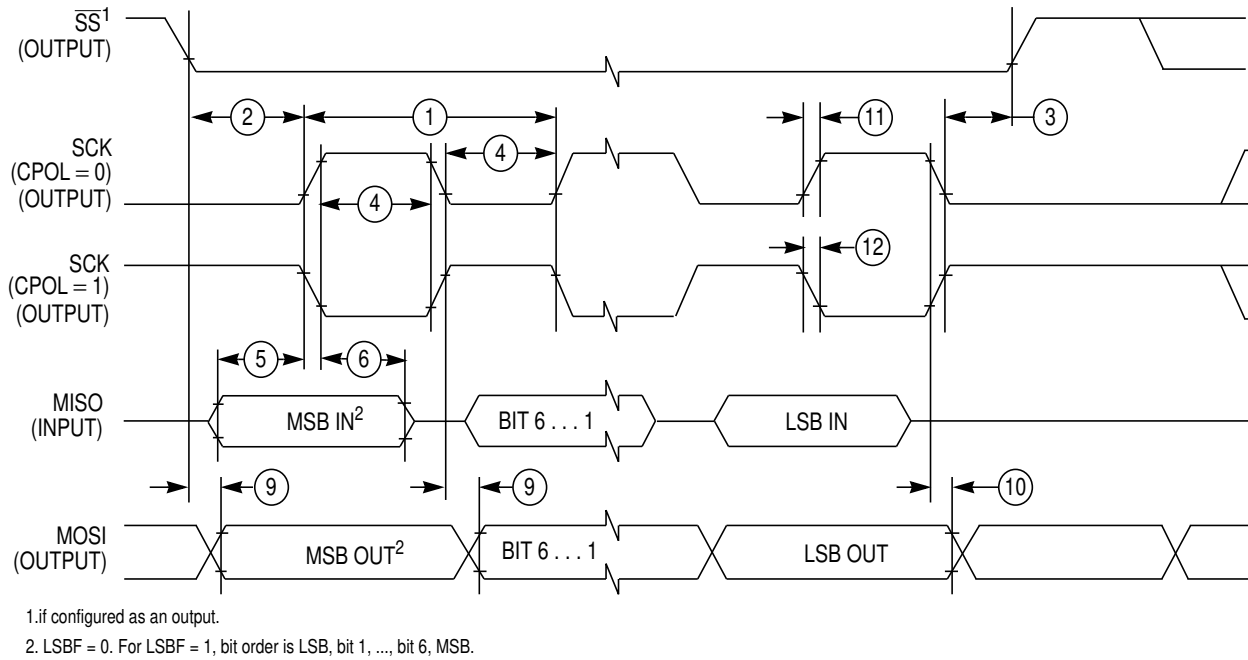 SS¹
(OUTPUT)
2
1
11
3
SCK
(CPOL = 0)
(OUTPUT)
4
4
SCK
(CPOL = 1)
(OUTPUT)
12
5
6
MISO
(INPUT)
MSB IN²
BIT 6 . . . 1
LSB IN
9
9
10
MOSI
(OUTPUT)
MSB OUT²
BIT 6 . . . 1
LSB OUT
1.if configured as an output.
2. LSBF = 0. For LSBF = 1, bit order is LSB, bit 1, ..., bit 6, MSB.